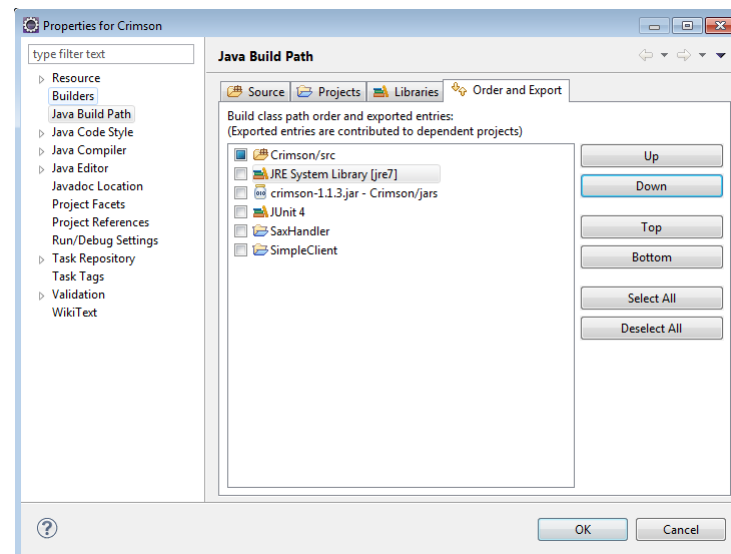 Properties for Crimson
type filter text
Resource
Builders
Java Build Path
Java Code Style
Java Compiler
Java Editor
Javadoc Location
Project Facets
Project References
Run/Debug Settings
Task Repository
Task Tags
Validation
WikiText
Java Build Path
Source Projects Libraries Order and Export
Build class path order and exported entries:
(Exported entries are contributed to dependent projects)
Crimson/src
JRE System Library [jre7]
crimson-1.1.3.jar - Crimson/jars
JUnit 4
SaxHandler
SimpleClient
Up
Down
Top
Bottom
Select All
Deselect All
OK Cancel